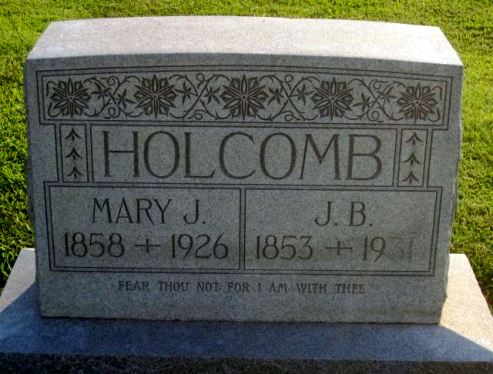 HOLCOMB
MARY J.
1858 + 1926
J. B.
1853 + 1931
FEAR THOU NOT FOR I AM WITH THEE